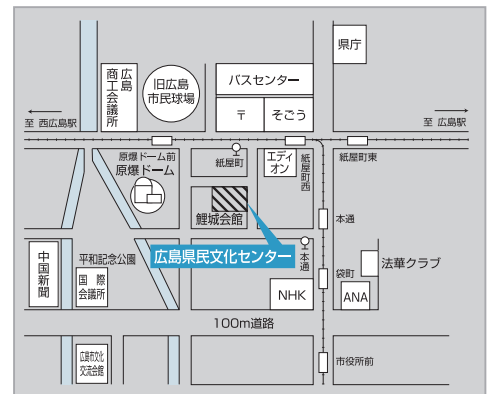 県庁
広島
商工会議所
旧広島
市民球場
バスセンター
〒
そごう
至 西広島駅
至 広島駅
原爆ドーム前
原爆ドーム
紙屋町
エディ
オン
紙屋町西
紙屋町東
鯉城会館
本通
広島県民文化センター
本通
中国新聞
平和記念公園
国際
会議所
法華クラブ
袋町
NHK
ANA
100m道路
広島市文化
交流会館
市役所前